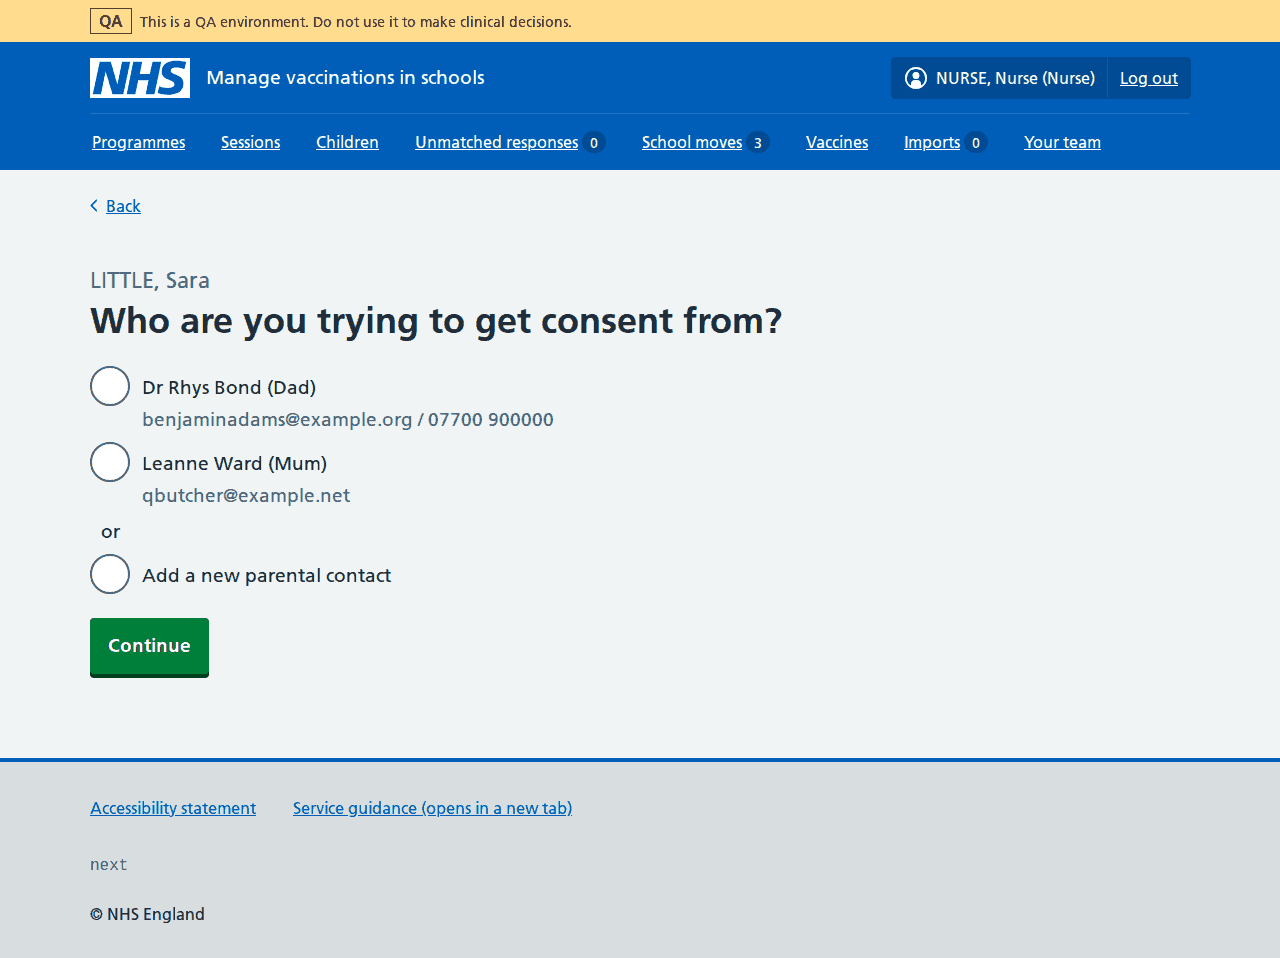 QA This is a QA environment. Do not use it to make clinical decisions.
NHS Manage vaccinations in schools NURSE, Nurse (Nurse) Log out
Programmes Sessions Children Unmatched responses 0 School moves 3 Vaccines Imports 0 Your team
Back
LITTLE, Sara
Who are you trying to get consent from?
Dr Rhys Bond (Dad)
benjaminadams@example.org / 07700 900000
Leanne Ward (Mum)
qbutcher@example.net
or
Add a new parental contact
Continue
Accessibility statement Service guidance (opens in a new tab)
next
© NHS England